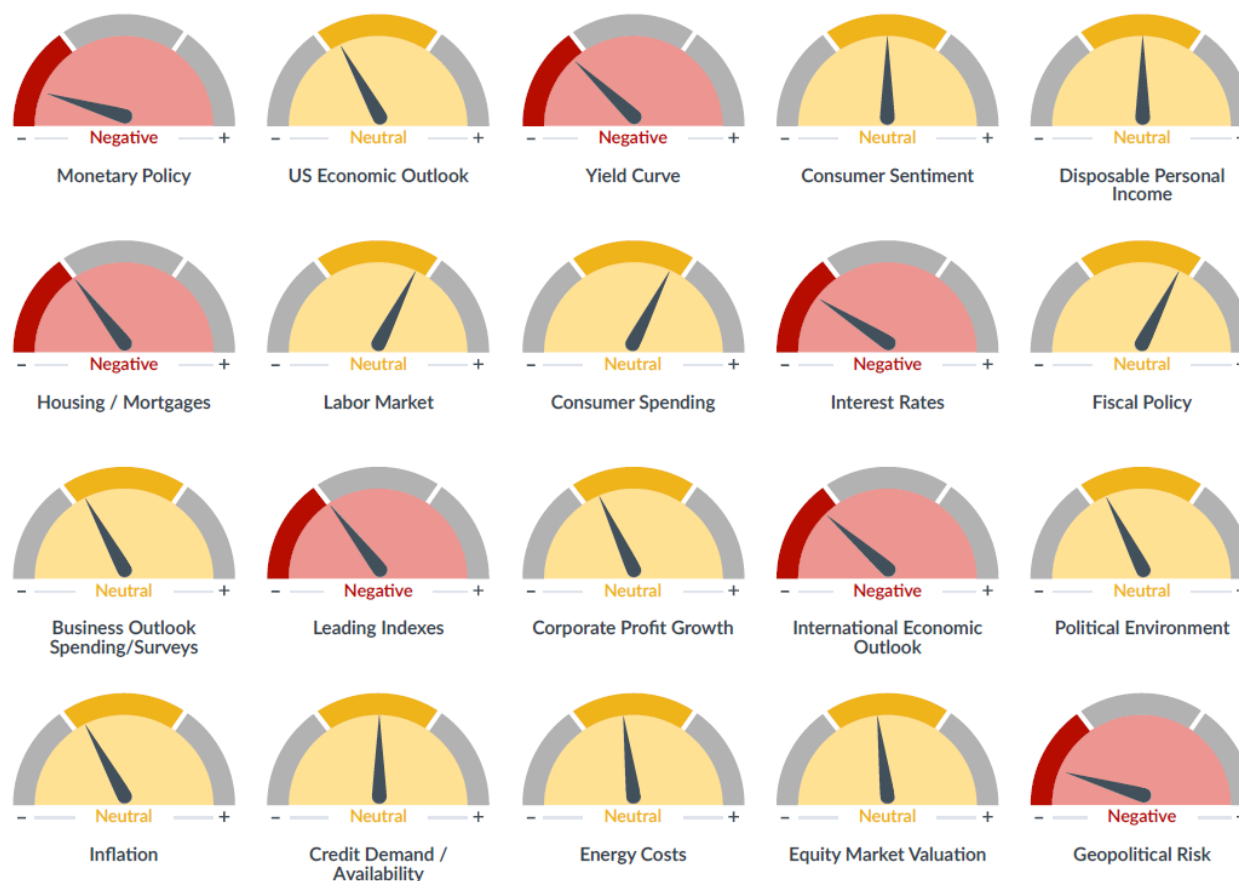 – Negative +
– Neutral +
– Negative +
– Neutral +
– Neutral +
Monetary Policy
US Economic Outlook
Yield Curve
Consumer Sentiment
Disposable Personal
Income
– Negative +
– Neutral +
– Neutral +
– Negative +
– Neutral +
Housing / Mortgages
Labor Market
Consumer Spending
Interest Rates
Fiscal Policy
– Neutral +
– Negative +
– Neutral +
– Negative +
– Neutral +
Business Outlook
Spending/Surveys
Leading Indexes
Corporate Profit Growth
International Economic
Outlook
Political Environment
– Neutral +
– Neutral +
– Neutral +
– Neutral +
– Negative +
Inflation
Credit Demand /
Availability
Energy Costs
Equity Market Valuation
Geopolitical Risk